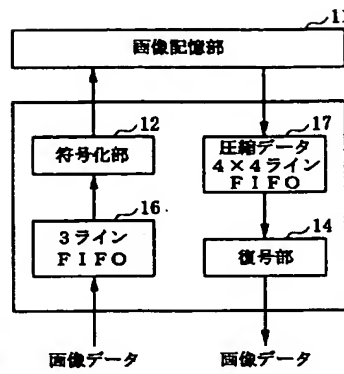 11
画像記憶部
12
符号化部
17
圧縮データ
4×4ライン
FIFO
16
3ライン
FIFO
14
復号部
画像データ
画像データ